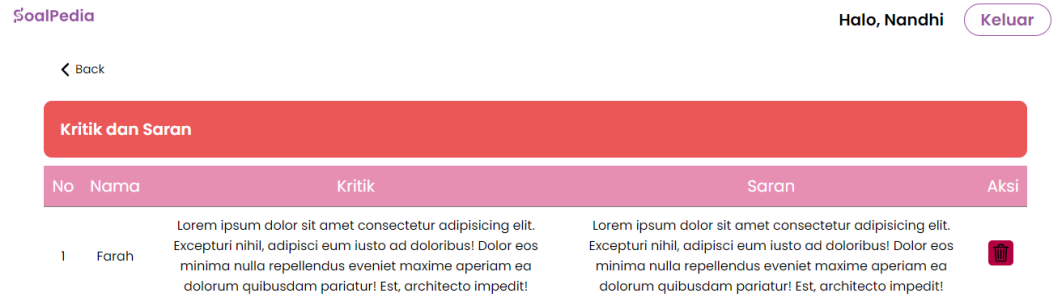 SoalPedia
Halo, Nandhi
Keluar
Back
Kritik dan Saran
No Nama Kritik Saran Aksi
1 Farah
Lorem ipsum dolor sit amet consectetur adipisicing elit.
Excepturi nihil, adipisci eum iusto ad doloribus! Dolor eos
minima nulla repellendus eveniet maxime aperiam ea
dolorum quibusdam pariatur! Est, architecto impedit!
Lorem ipsum dolor sit amet consectetur adipisicing elit.
Excepturi nihil, adipisci eum iusto ad doloribus! Dolor eos
minima nulla repellendus eveniet maxime aperiam ea
dolorum quibusdam pariatur! Est, architecto impedit!